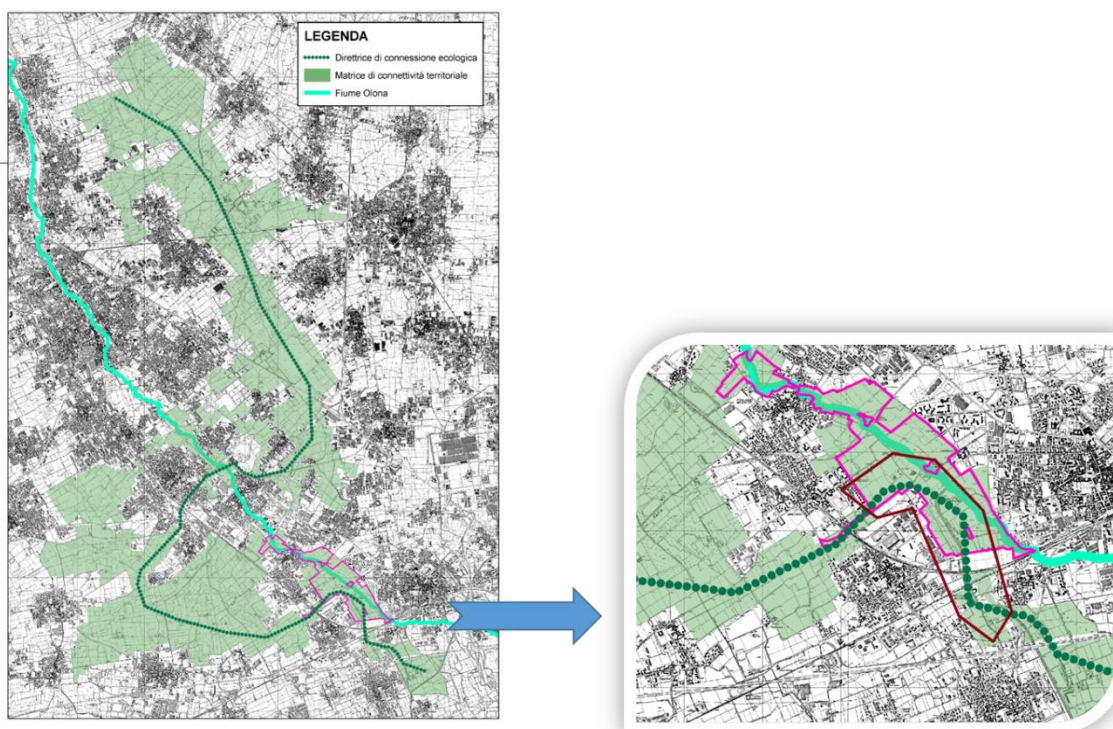 LEGENDA
Direttrice di connessione ecologica
Matrice di connettività territoriale
Fiume Olona